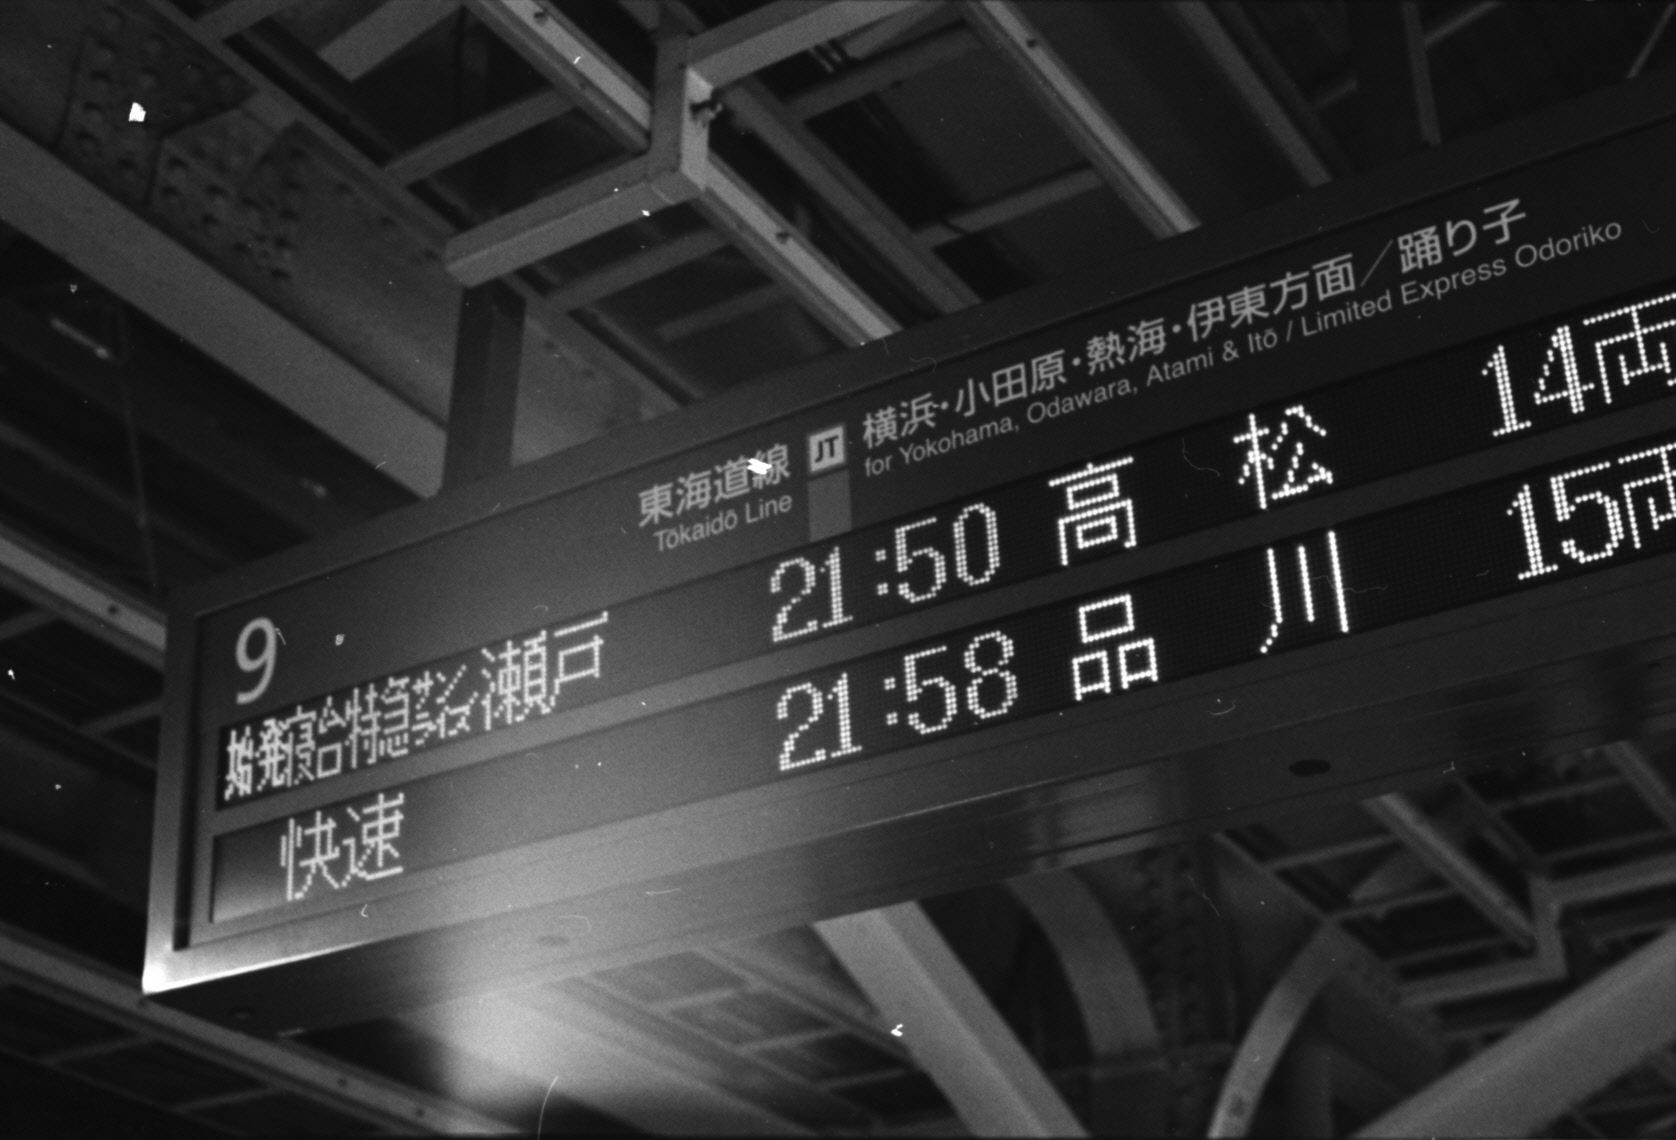 東海道線 JT 横浜・小田原・熱海・伊東方面／踊り子
Tōkaidō Line for Yokohama, Odawara, Atami & Itō / Limited Express Odoriko
9
始発寝台特急サンライズ瀬戸 21:50 高松 14両
快速 21:58 品川 15両